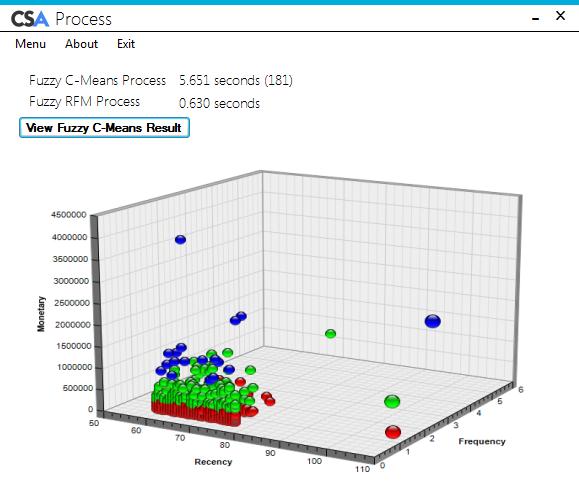 CSA Process
Menu About Exit
Fuzzy C-Means Process 5.651 seconds (181)
Fuzzy RFM Process 0.630 seconds
View Fuzzy C-Means Result
4500000
4000000
3500000
3000000
2500000
2000000
1500000
1000000
500000
0
Monetary
50 60 70 80 90 100 110
Recency
0 1 2 3 4 5 6
Frequency